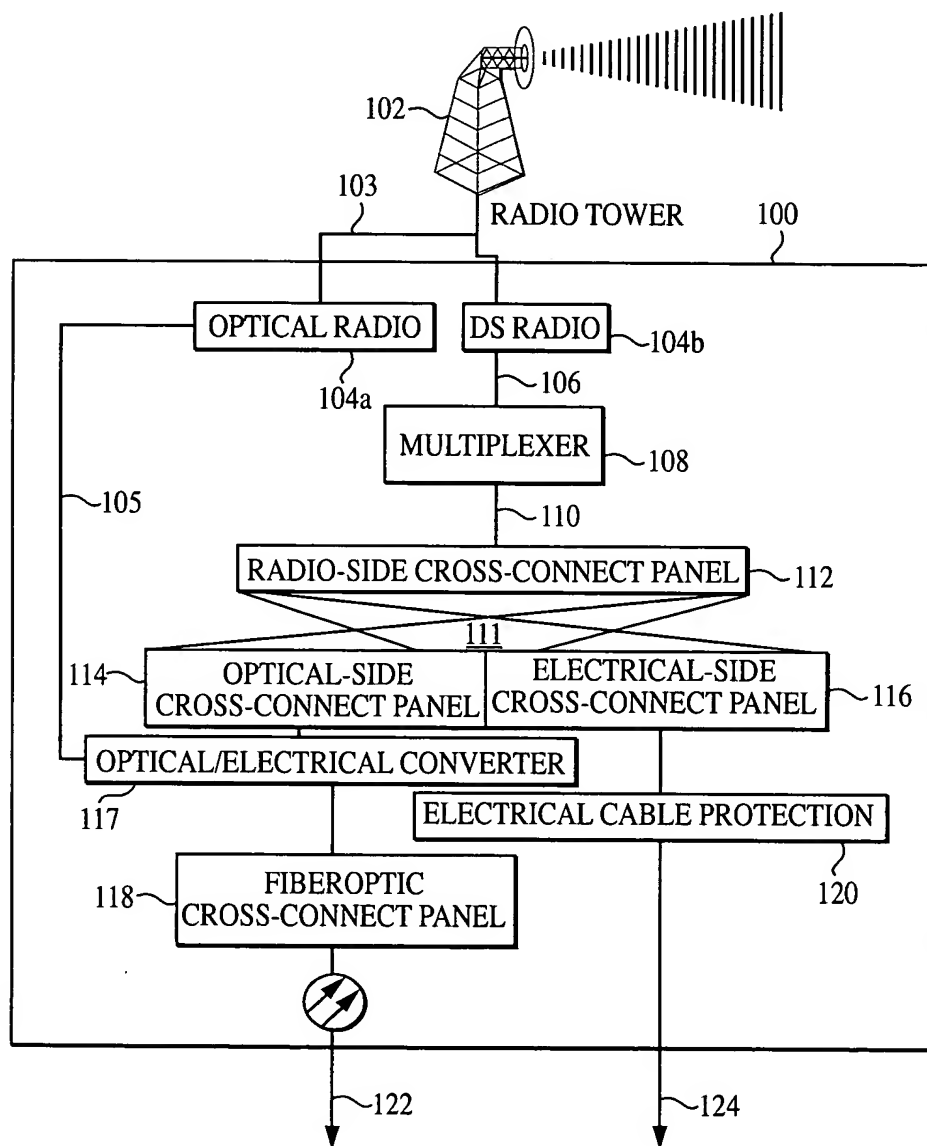 102
103
RADIO TOWER
100
OPTICAL RADIO
DS RADIO
104b
104a
106
MULTIPLEXER
108
105
110
RADIO-SIDE CROSS-CONNECT PANEL
112
111
114
OPTICAL-SIDE
CROSS-CONNECT PANEL
ELECTRICAL-SIDE
CROSS-CONNECT PANEL
116
OPTICAL/ELECTRICAL CONVERTER
117
ELECTRICAL CABLE PROTECTION
120
118
FIBEROPTIC
CROSS-CONNECT PANEL
122
124